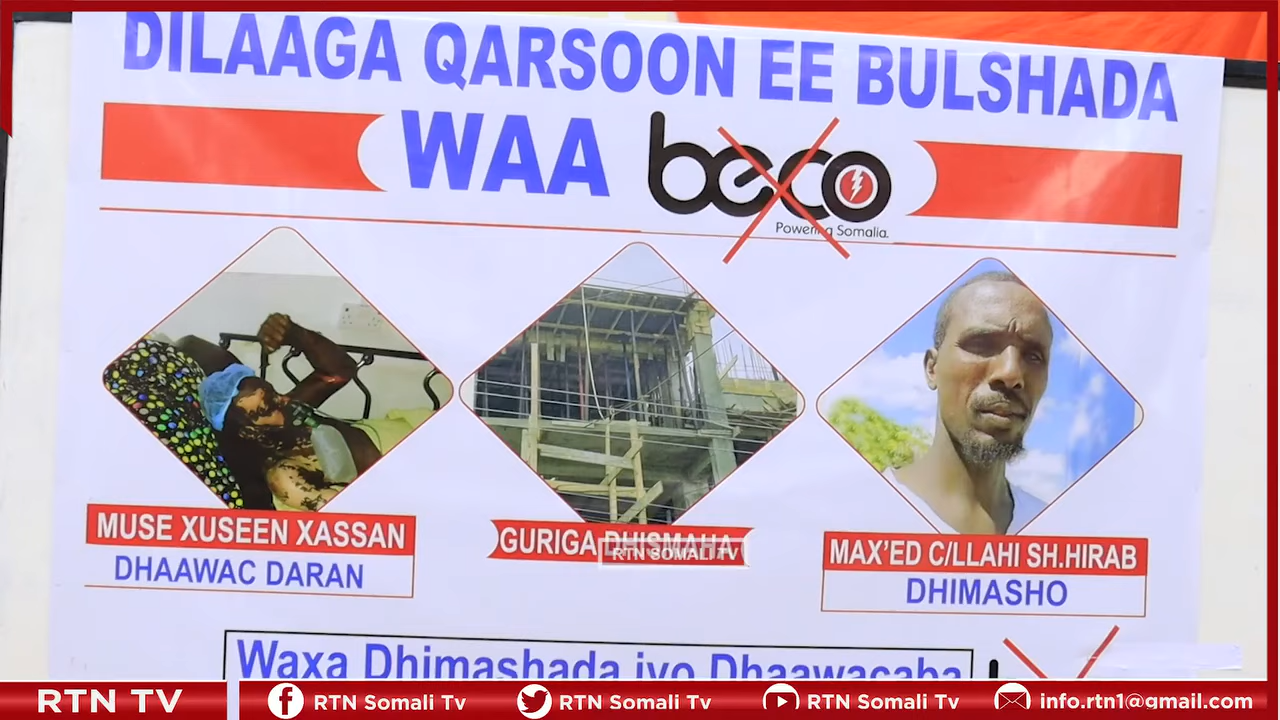 DILAAGA QARSOON EE BULSHADA
WAA beco
Powering Somalia.
MUSE XUSEEN XASSAN
DHAAWAC DARAN
GURIGA DHISMAHA
RTN SOMALI TV
MAX'ED C/LLAHI SH.HIRAB
DHIMASHO
Waxa Dhimashada iyo Dhaawacaba
RTN TV
RTN Somali Tv
RTN Somali Tv
RTN Somali Tv
info.rtn1@gmail.com